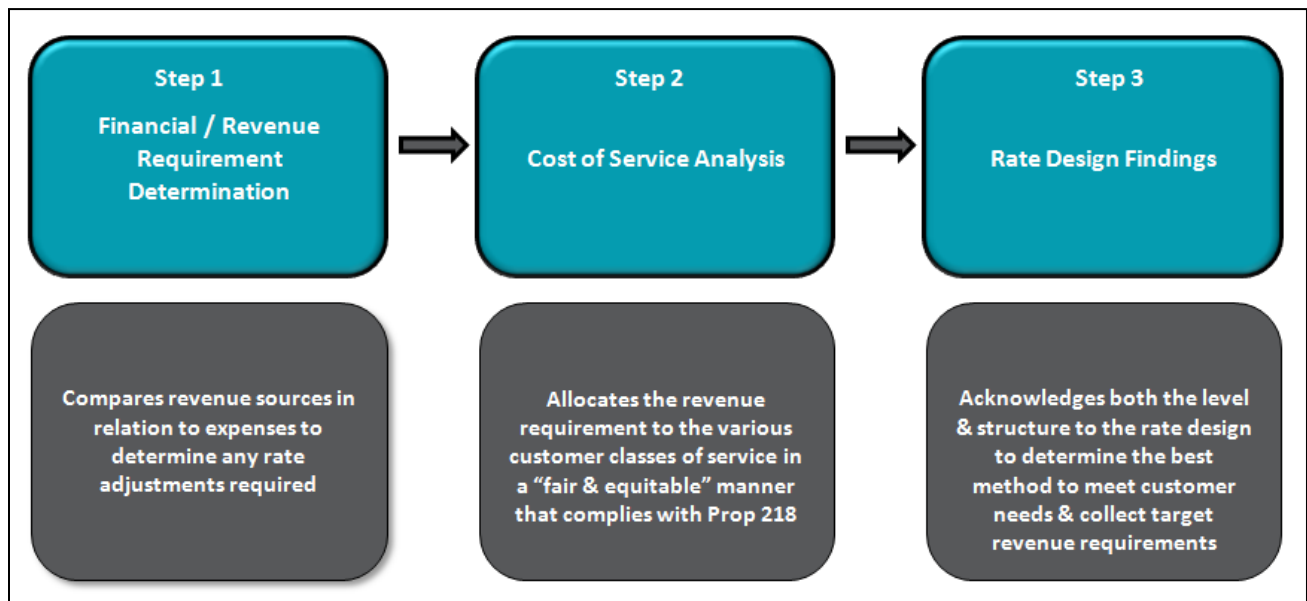 Step 1
Financial / Revenue
Requirement
Determination
Step 2
Cost of Service Analysis
Step 3
Rate Design Findings
Compares revenue sources in
relation to expenses to
determine any rate
adjustments required
Allocates the revenue
requirement to the various
customer classes of service in
a “fair & equitable” manner
that complies with Prop 218
Acknowledges both the level
& structure to the rate design
to determine the best
method to meet customer
needs & collect target
revenue requirements